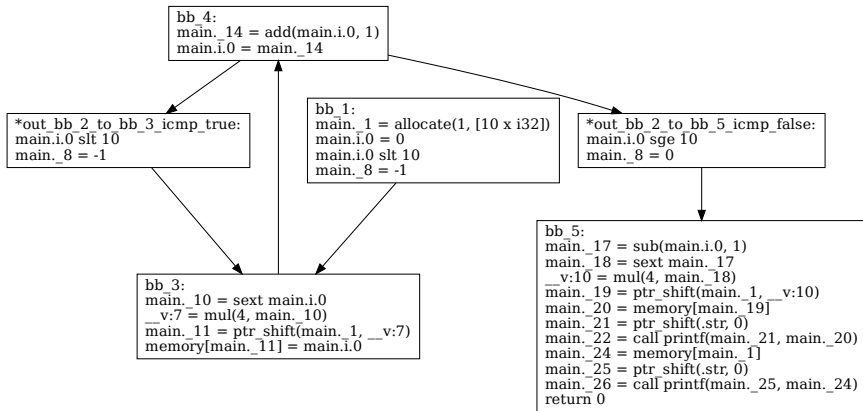 bb_4:
main._14 = add(main.i.0, 1)
main.i.0 = main._14
*out_bb_2_to_bb_3_icmp_true:
main.i.0 slt 10
main._8 = -1
bb_1:
main._1 = allocate(1, [10 x i32])
main.i.0 = 0
main.i.0 slt 10
main._8 = -1
*out_bb_2_to_bb_5_icmp_false:
main.i.0 sge 10
main._8 = 0
bb_3:
main._10 = sext main.i.0
__v:7 = mul(4, main._10)
main._11 = ptr_shift(main._1, __v:7)
memory[main._11] = main.i.0
bb_5:
main._17 = sub(main.i.0, 1)
main._18 = sext main._17
__v:10 = mul(4, main._18)
main._19 = ptr_shift(main._1, __v:10)
main._20 = memory[main._19]
main._21 = ptr_shift(.str, 0)
main._22 = call printf(main._21, main._20)
main._24 = memory[main._1]
main._25 = ptr_shift(.str, 0)
main._26 = call printf(main._25, main._24)
return 0